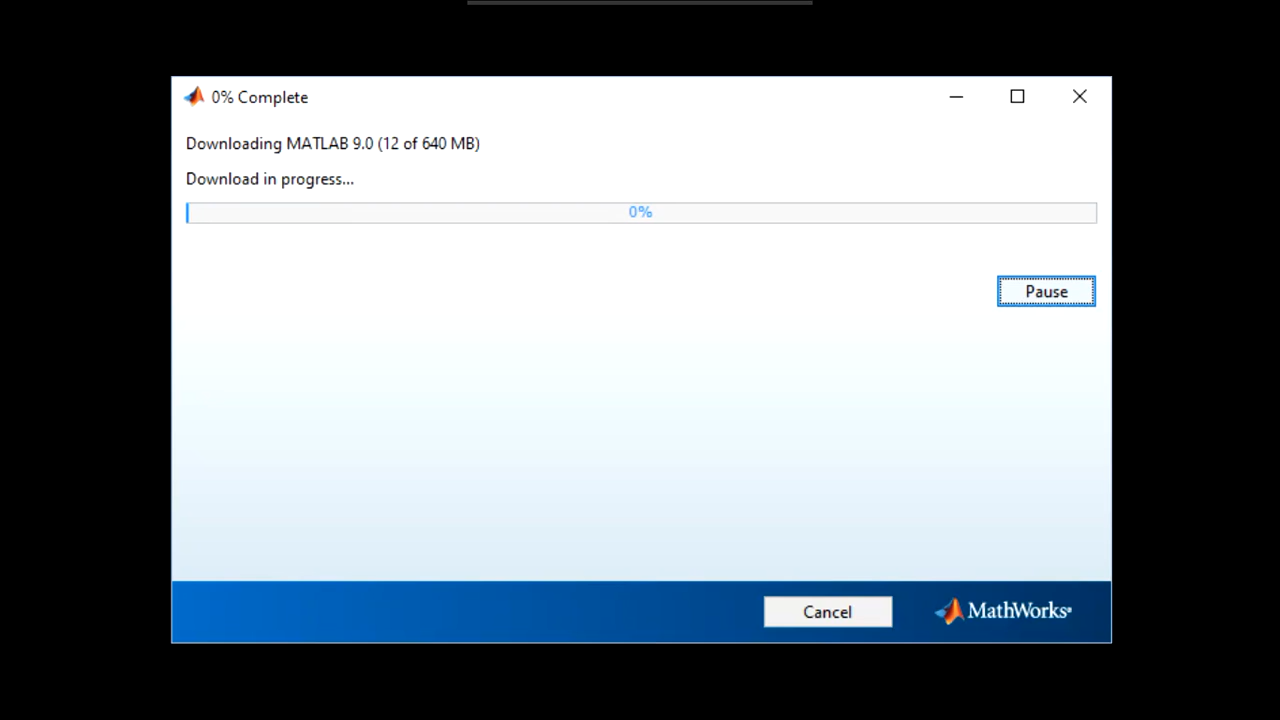 0% Complete
Downloading MATLAB 9.0 (12 of 640 MB)
Download in progress...
0%
Pause
Cancel
MathWorks®